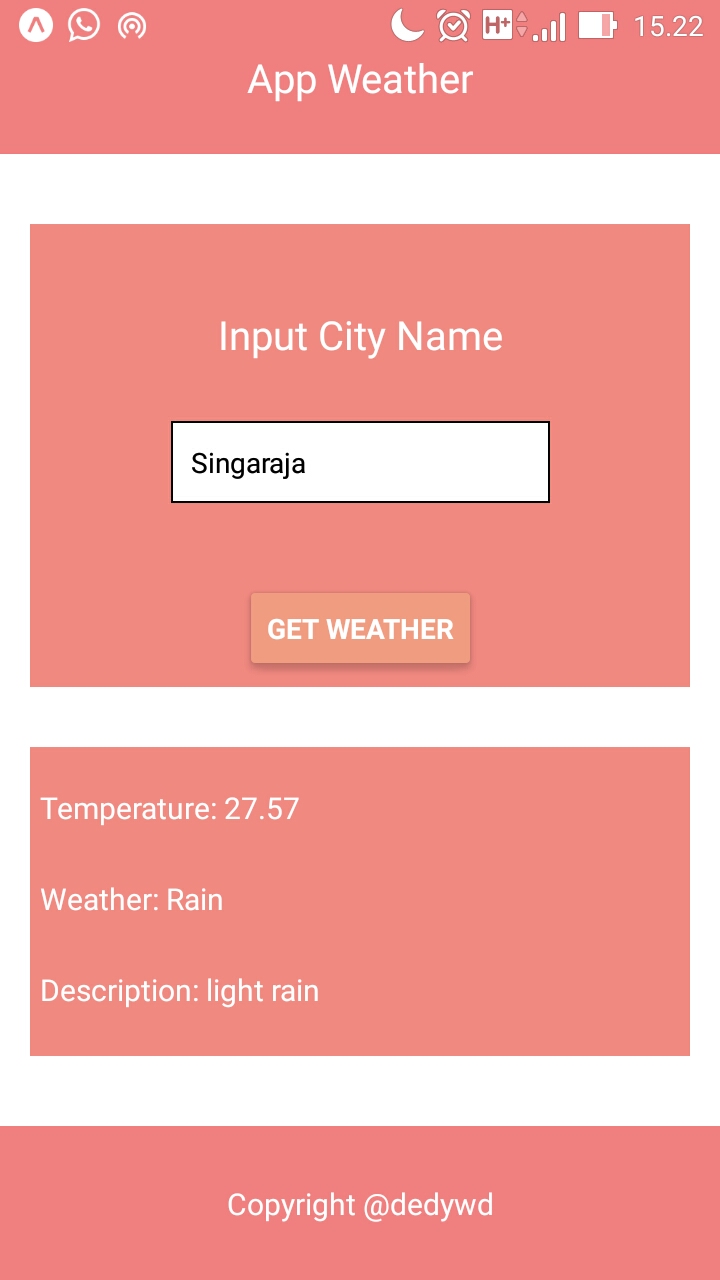 H+ 15.22
App Weather
Input City Name
Singaraja
GET WEATHER
Temperature: 27.57
Weather: Rain
Description: light rain
Copyright @dedywd